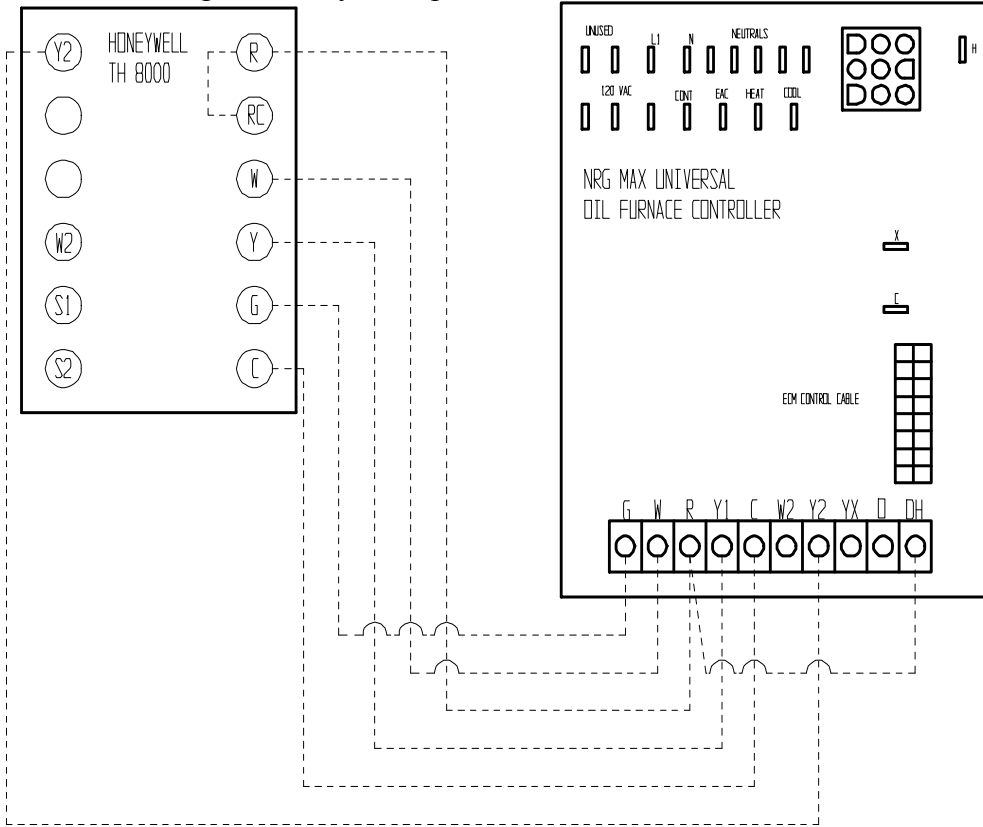 Y2
HONEYWELL
TH 8000
R
RC
W
W2
Y
S1
G
S2
C
UNUSED
L1
N
NEUTRALS
H
120 VAC
CONT
EAC
HEAT
COOL
NRG MAX UNIVERSAL
OIL FURNACE CONTROLLER
X
C
ECM CONTROL CABLE
G W R Y1 C W2 Y2 YX O DH